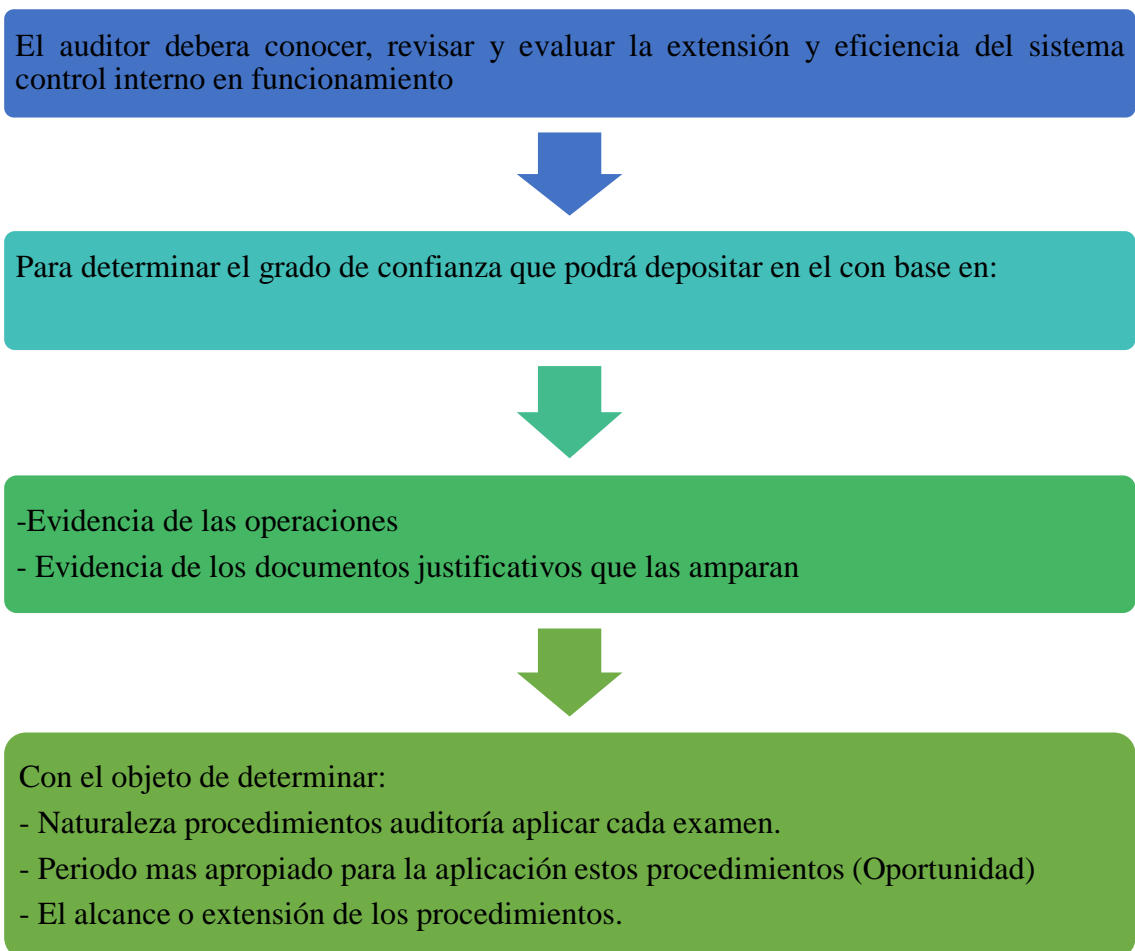 El auditor debera conocer, revisar y evaluar la extensión y eficiencia del sistema
control interno en funcionamiento
Para determinar el grado de confianza que podrá depositar en el con base en:
-Evidencia de las operaciones
- Evidencia de los documentos justificativos que las amparan
Con el objeto de determinar:
- Naturaleza procedimientos auditoría aplicar cada examen.
- Periodo mas apropiado para la aplicación estos procedimientos (Oportunidad)
- El alcance o extensión de los procedimientos.